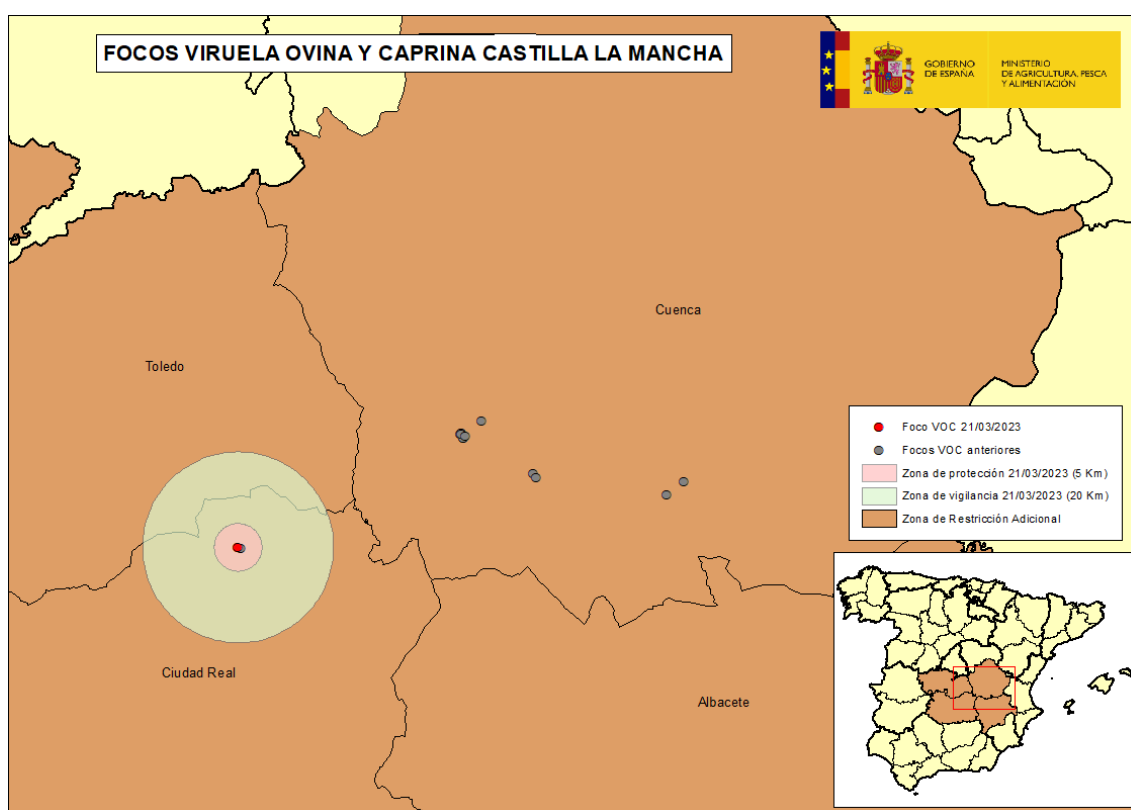 FOCOS VIRUELA OVINA Y CAPRINA CASTILLA LA MANCHA
GOBIERNO
DE ESPAÑA
MINISTERIO
DE AGRICULTURA, PESCA
Y ALIMENTACIÓN
Cuenca
Toledo
Foco VOC 21/03/2023
Focos VOC anteriores
Zona de protección 21/03/2023 (5 Km)
Zona de vigilancia 21/03/2023 (20 Km)
Zona de Restricción Adicional
Ciudad Real
Albacete